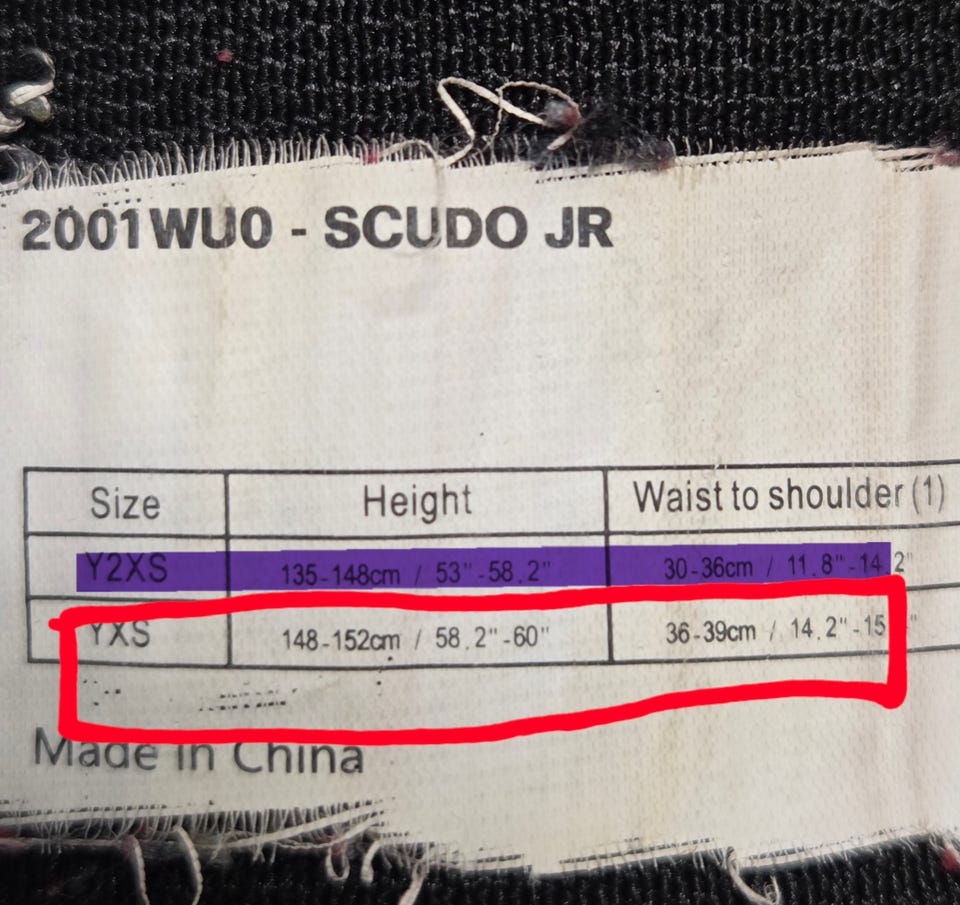 2001WU0 - SCUDO JR
Size Height Waist to shoulder (1)
Y2XS 135-148cm / 53"-58.2" 30-36cm / 11.8"-14.2"
YXS 148-152cm / 58.2"-60" 36-39cm / 14.2"-15
Made in China